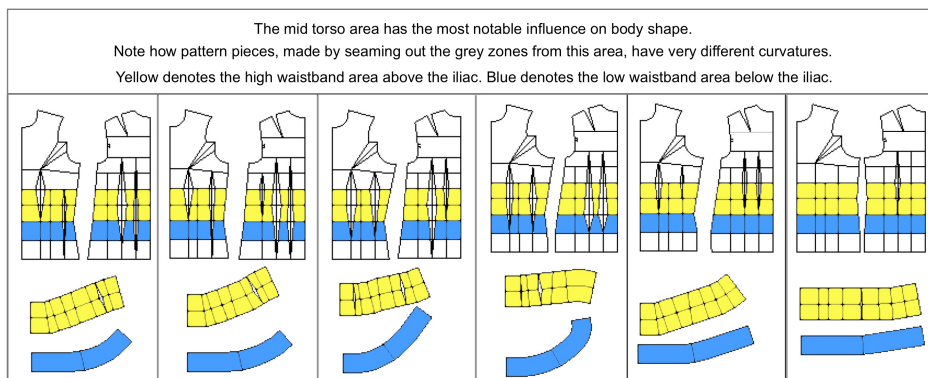 The mid torso area has the most notable influence on body shape.
Note how pattern pieces, made by seaming out the grey zones from this area, have very different curvatures.
Yellow denotes the high waistband area above the iliac. Blue denotes the low waistband area below the iliac.